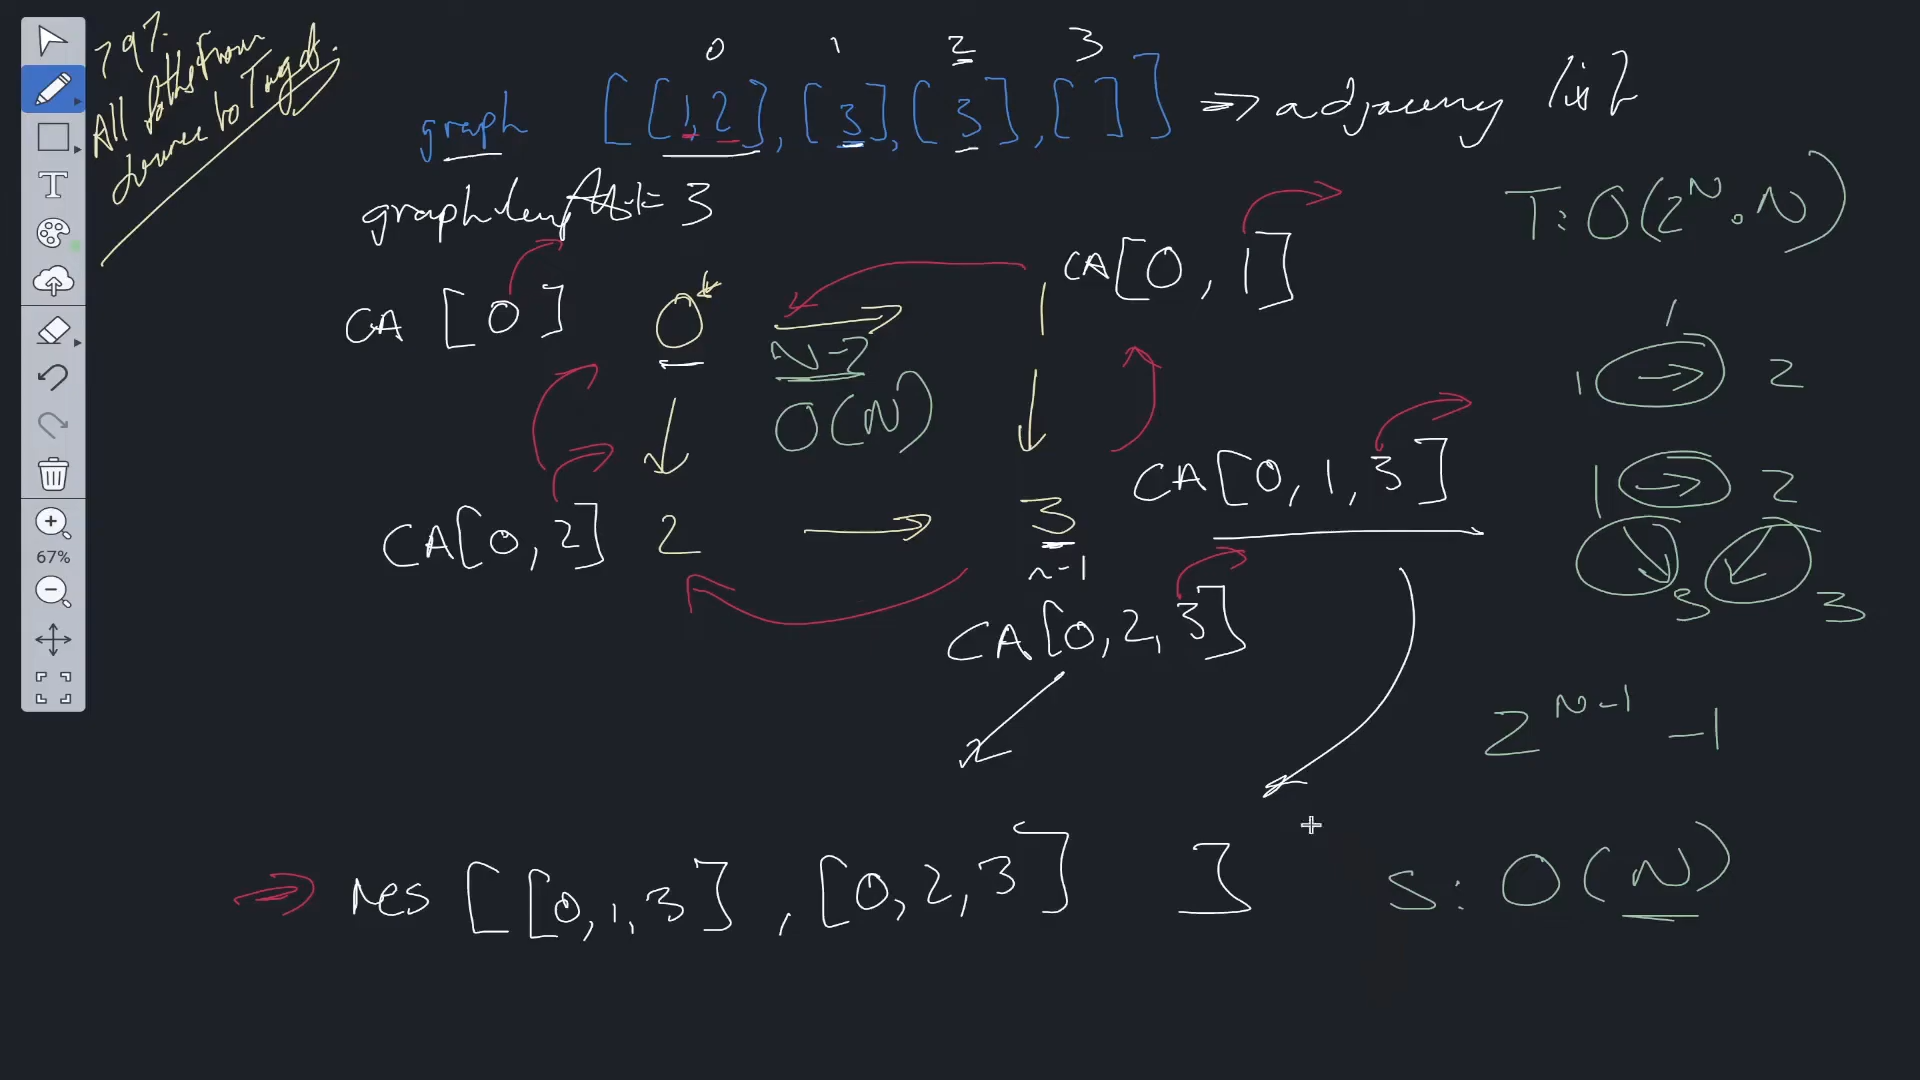 797.
All Paths From
Source to Target.
0 1 2 3
graph [[1,2], [3], [3], []] => adjacency list
= 3
T: O(2^N . N)
CA [0]
0
N-2
O(N)
1
CA[0, 1]
1
1 → 2
CA[0, 2]
2 → 3
n-1
CA[0, 1, 3]
1 → 2
3 3
CA[0, 2, 3]
2^N-1 -1
=> res [[0,1,3], [0,2,3] ]
S: O(N)
67%